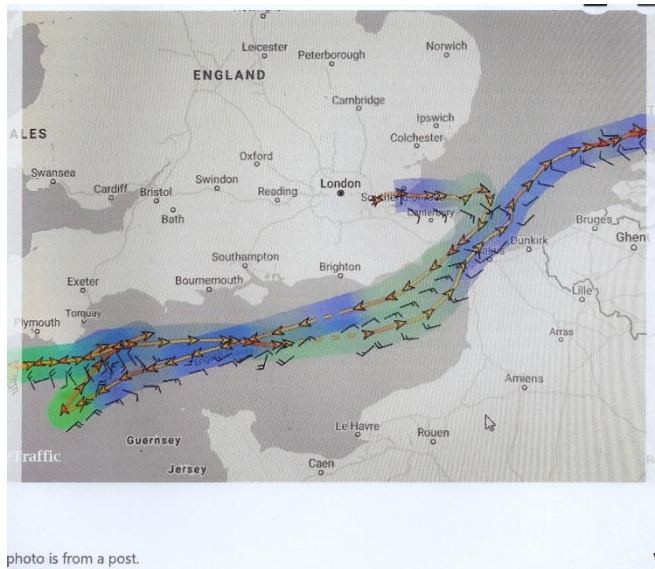 Leicester
Peterborough
Norwich
ENGLAND
Cambridge
Ipswich
ALES
Colchester
Oxford
Swansea
Cardiff
Bristol
Swindon
Reading
London
Bath
Canterbury
Bruges
Ghent
Dunkirk
Southampton
Brighton
Exeter
Bournemouth
Lille
Torquay
Plymouth
Arras
Amiens
Le Havre
Rouen
Guernsey
eTraffic
Jersey
Caen
photo is from a post.